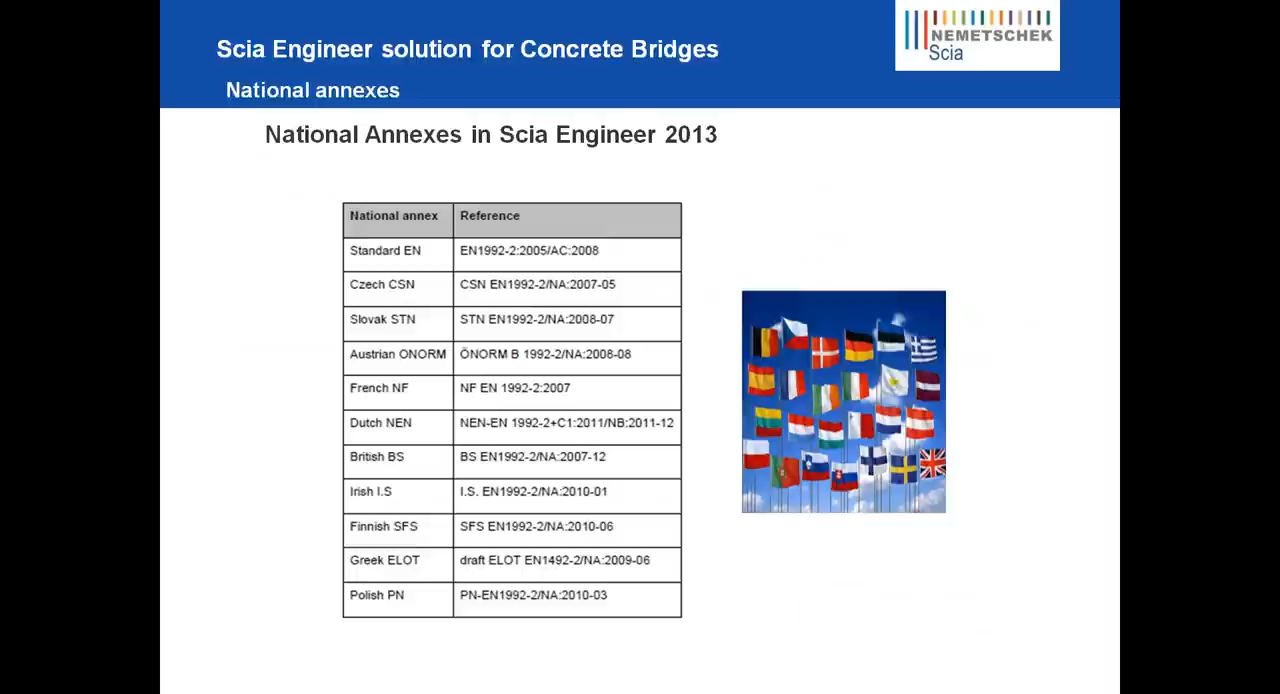 Scia Engineer solution for Concrete Bridges
NEMETSCHEK
Scia
National annexes
National Annexes in Scia Engineer 2013
National annex Reference
Standard EN EN1992-2:2005/AC:2008
Czech CSN CSN EN1992-2/NA:2007-05
Slovak STN STN EN1992-2/NA:2008-07
Austrian ONORM ÖNORM B 1992-2/NA:2008-08
French NF NF EN 1992-2:2007
Dutch NEN NEN-EN 1992-2+C1:2011/NB:2011-12
British BS BS EN1992-2/NA:2007-12
Irish I.S I.S. EN1992-2/NA:2010-01
Finnish SFS SFS EN1992-2/NA:2010-06
Greek ELOT draft ELOT EN1492-2/NA:2009-06
Polish PN PN-EN1992-2/NA:2010-03